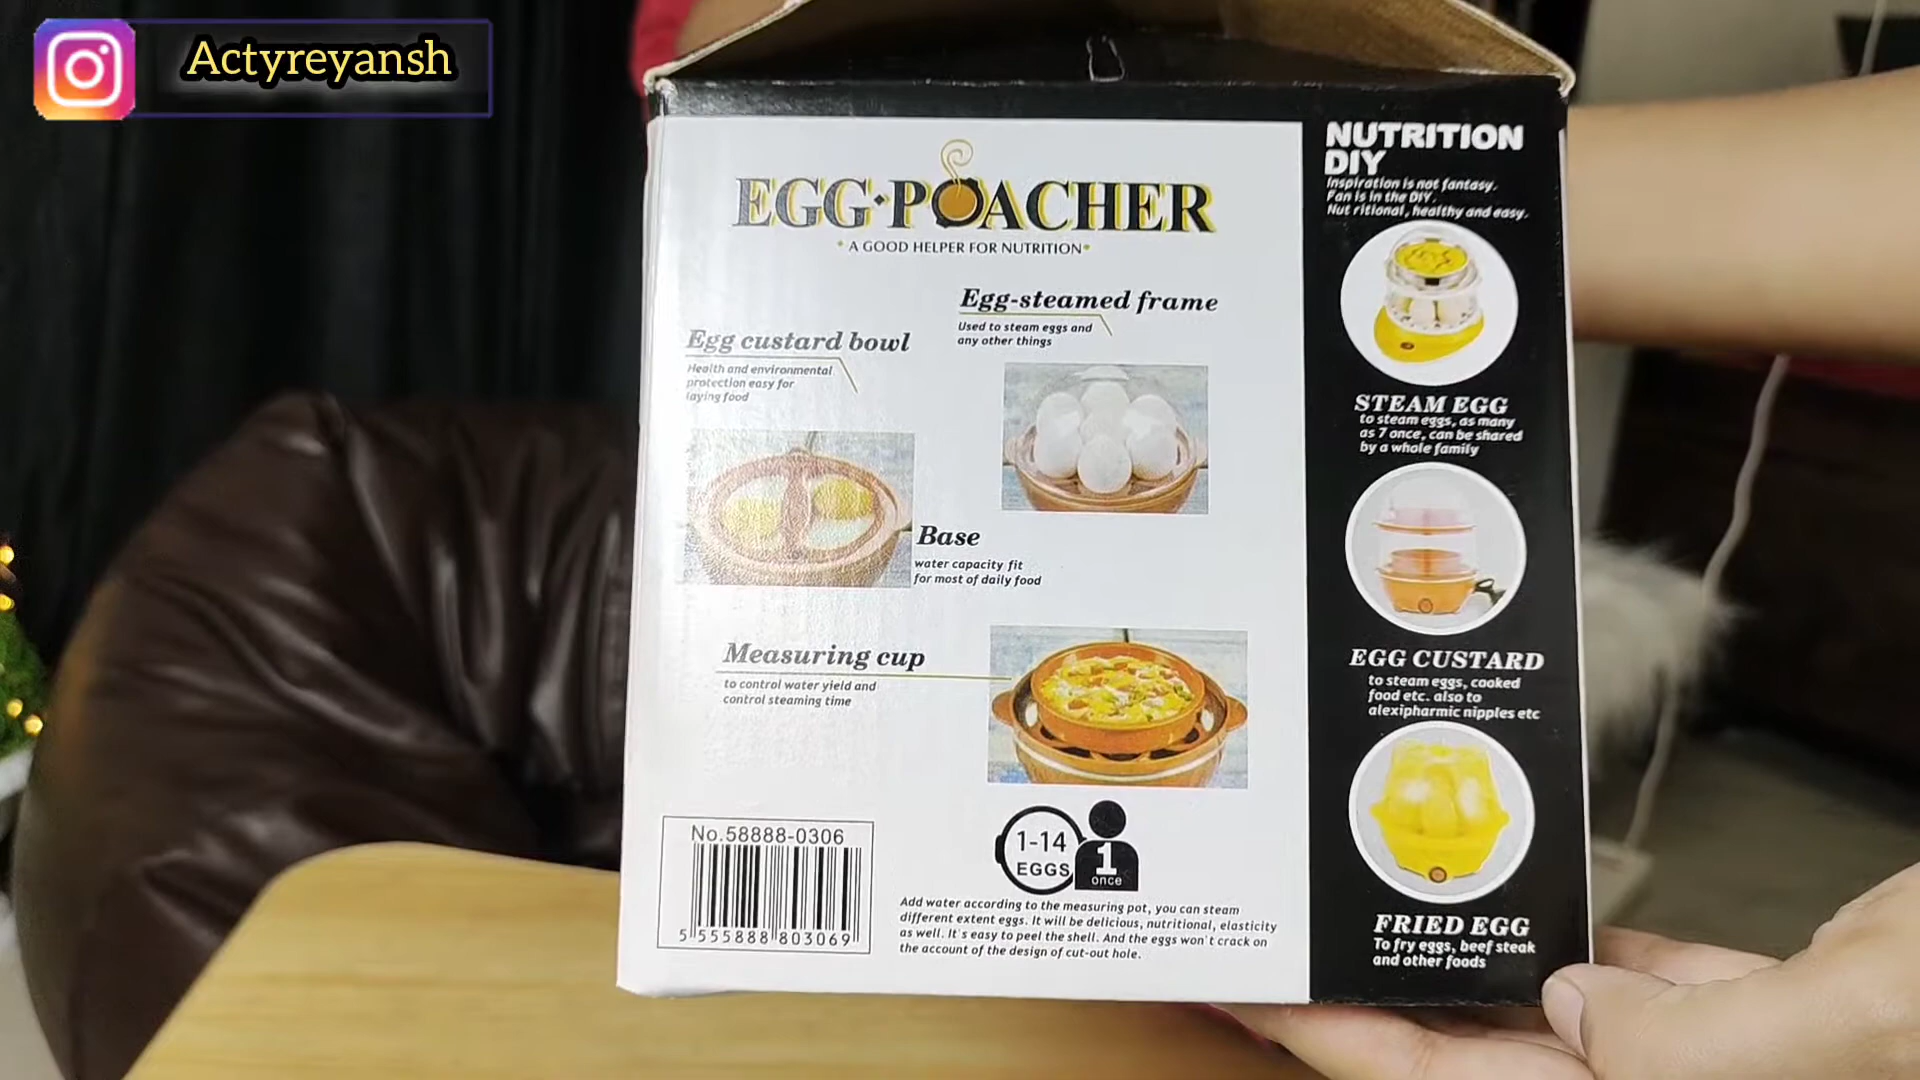 Actyreyansh
EGG·POACHER
A GOOD HELPER FOR NUTRITION
Egg-steamed frame
Used to steam eggs and
any other things
Egg custard bowl
Health and environmental
protection easy for
laying food
Base
water capacity fit
for most of daily food
Measuring cup
to control water yield and
control steaming time
No.58888-0306
5 555888 803069
1-14
EGGS
1
once
Add water according to the measuring pot, you can steam
different extent eggs. It will be delicious, nutritional, elasticity
as well. It's easy to peel the shell. And the eggs won't crack on
the account of the design of cut-out hole.
NUTRITION
DIY
Inspiration is not fantasy.
Fan is in the DIY.
Nut ritional, healthy and easy.
STEAM EGG
to steam eggs, as many
as 7 once, can be shared
by a whole family
EGG CUSTARD
to steam eggs, cooked
food etc. also to
alexipharmic nipples etc
FRIED EGG
To fry eggs, beef steak
and other foods